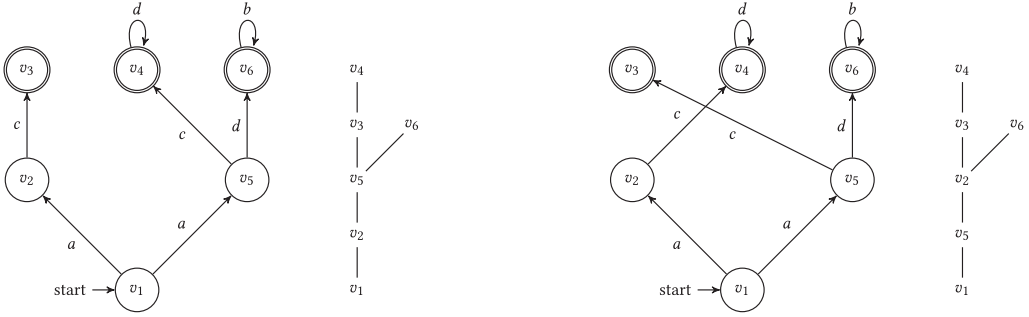 d b d b
v3 v4 v6 v4 v3 v4 v6 v4
c c d v3 v6 c c d v3 v6
v2 v5 v5 v2 v5 v2
a a v2 a a v5
start v1 v1 start v1 v1